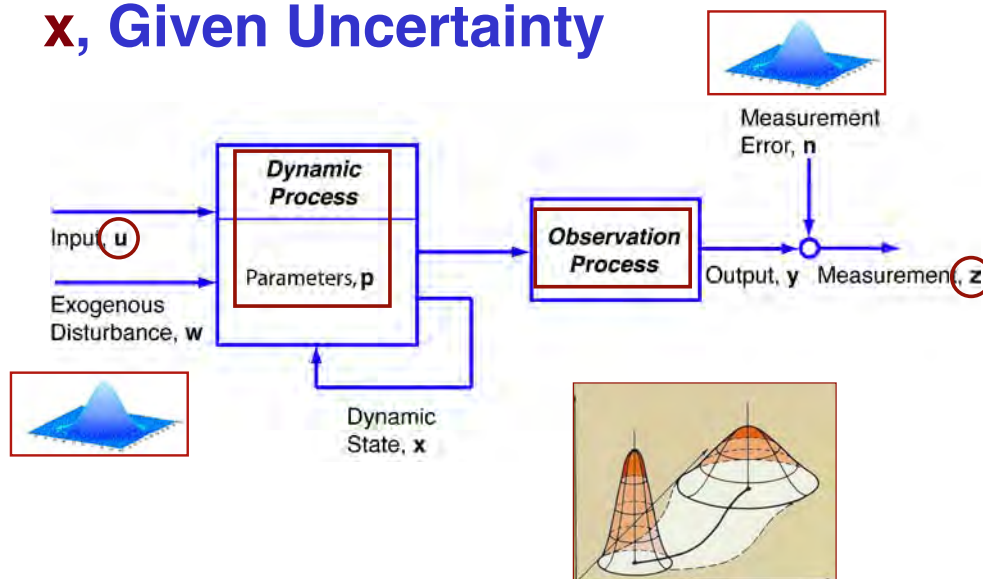 x, Given Uncertainty
Measurement
Error, n
Dynamic
Process
Input, u
Parameters, p
Observation
Process
Output, y
Measurement, z
Exogenous
Disturbance, w
Dynamic
State, x